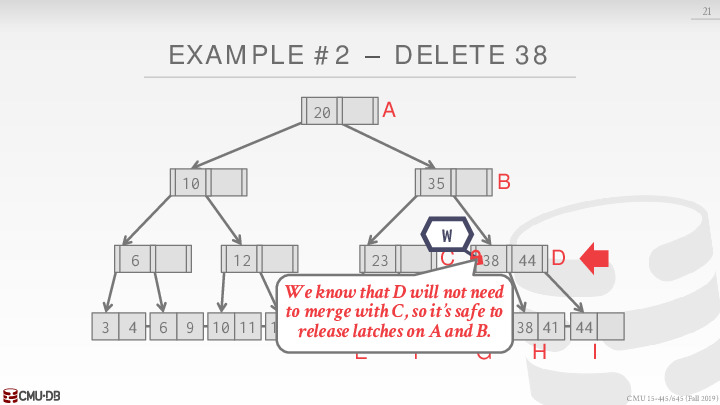 21
EXAMPLE #2 – DELETE 38
20 A
10 35 B
W
6 12 23 C 38 44 D
We know that D will not need
to merge with C, so it's safe to
release latches on A and B.
3 4 6 9 10 11 38 41 44
H I
CMU·DB
CMU 15-445/645 (Fall 2019)